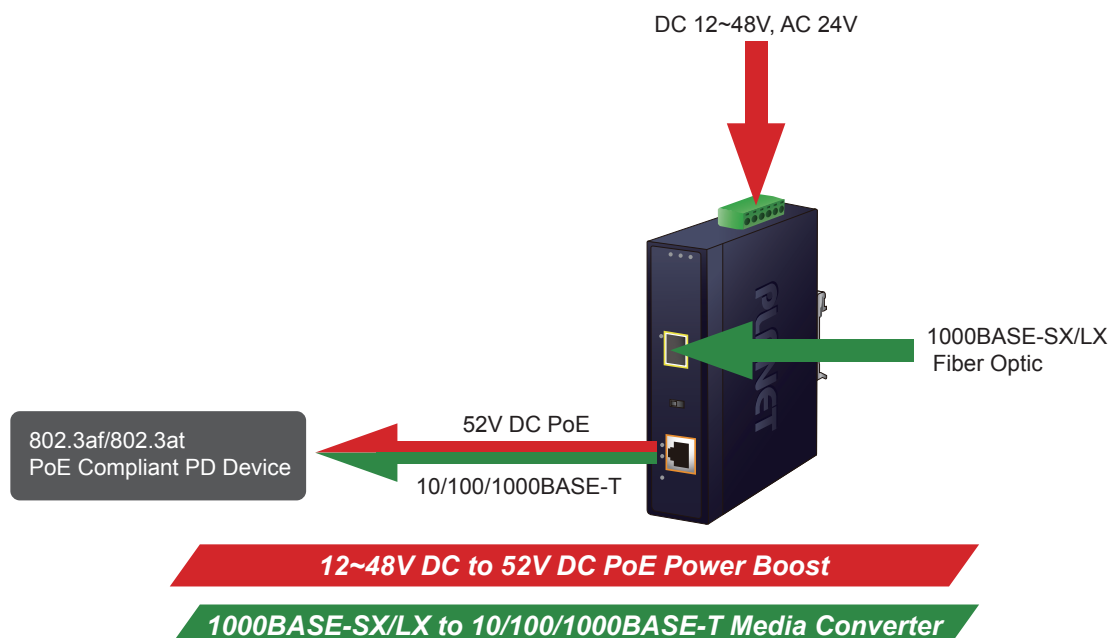 DC 12~48V, AC 24V
PLANET
1000BASE-SX/LX
Fiber Optic
52V DC PoE
802.3af/802.3at
PoE Compliant PD Device
10/100/1000BASE-T
12~48V DC to 52V DC PoE Power Boost
1000BASE-SX/LX to 10/100/1000BASE-T Media Converter